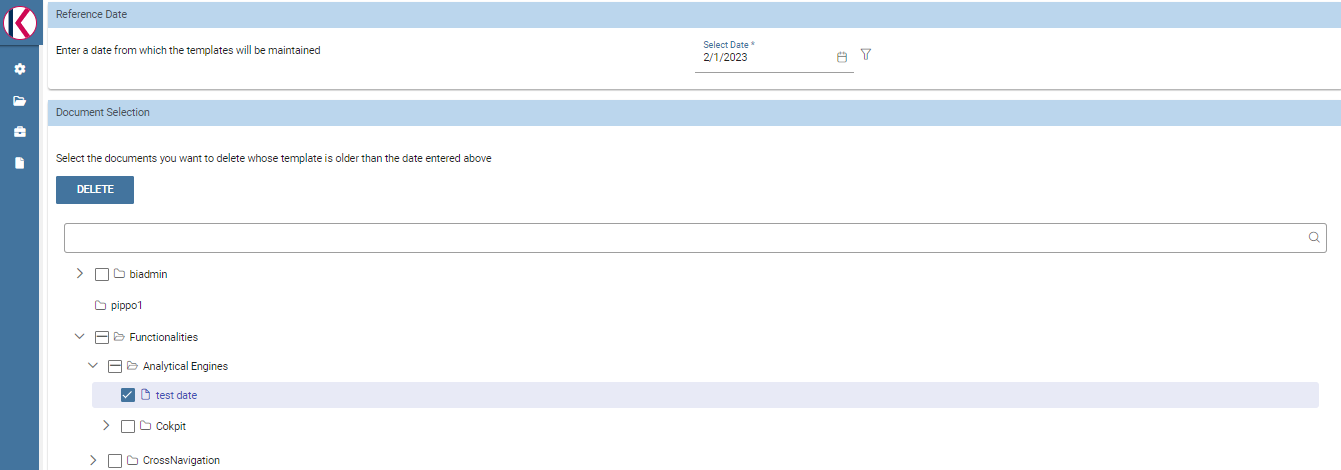 Reference Date
Enter a date from which the templates will be maintained
Select Date *
2/1/2023
Document Selection
Select the documents you want to delete whose template is older than the date entered above
DELETE
biadmin
pippo1
Functionalities
Analytical Engines
test date
Cokpit
CrossNavigation